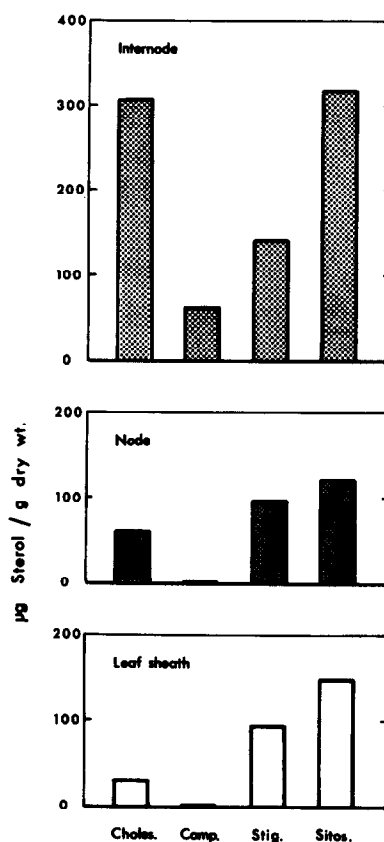 400
Internode
300
200
100
0
200
Node
100
0
200
Leaf sheath
100
0
µg Sterol / g dry wt.
Choles. Camp. Stig. Sitos.